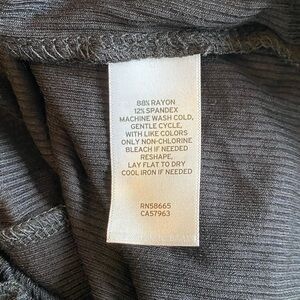 88% RAYON
12% SPANDEX
MACHINE WASH COLD,
GENTLE CYCLE,
WITH LIKE COLORS
ONLY NON-CHLORINE
BLEACH IF NEEDED
RESHAPE,
LAY FLAT TO DRY
COOL IRON IF NEEDED
RN58665
CA57963